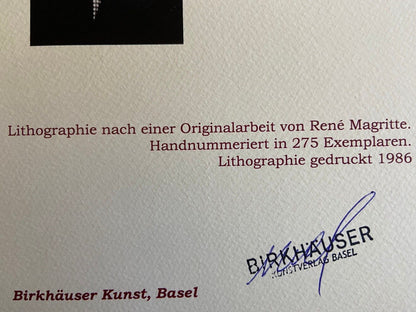 Lithographie nach einer Originalarbeit von René Magritte.
Handnummeriert in 275 Exemplaren.
Lithographie gedruckt 1986
BIRKHÄUSER
KUNSTVERLAG BASEL
Birkhäuser Kunst, Basel